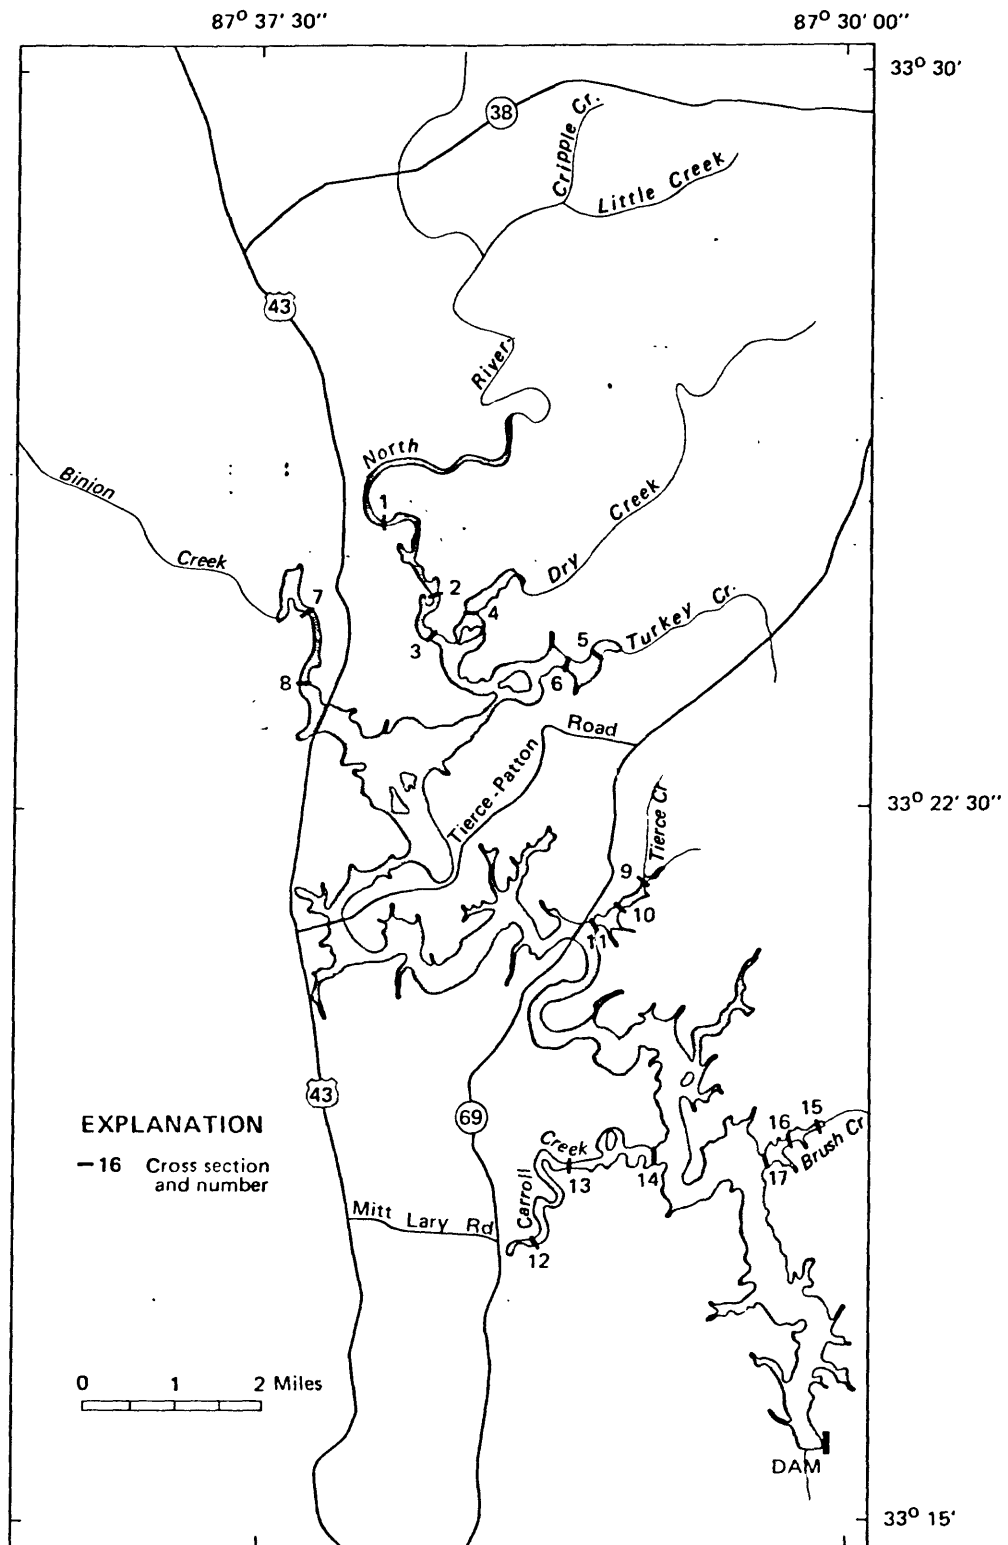 87° 37' 30''
87° 30' 00''
33° 30'
38
Cripple Cr.
Little Creek
43
River
North
Binion
Creek
1
Dry Creek
2
4
3
7
8
5
6
Turkey Cr.
Road
Tierce-Patton
33° 22' 30''
Tierce Cr
9
10
11
43
69
EXPLANATION
16 Cross section
and number
Creek
Carroll
13
14
12
15
16
17
Brush Cr
Mitt Lary Rd
0 1 2 Miles
DAM
33° 15'